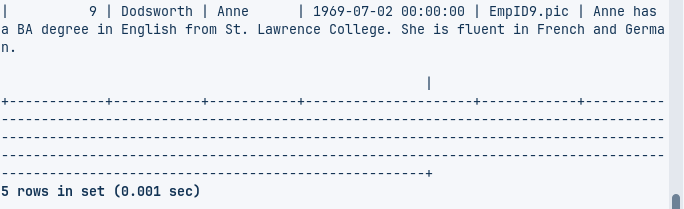 |          9 | Dodsworth | Anne      | 1969-07-02 00:00:00 | EmpID9.pic | Anne has
a BA degree in English from St. Lawrence College. She is fluent in French and Germa
n.
                                                     |
+------------+-----------+-----------+---------------------+------------+----------
-----------------------------------------------------------------------------------
-----------------------------------------------------------------------------------
-----------------------------------------------------------------------------------
-----------------------------------------------------+
5 rows in set (0.001 sec)